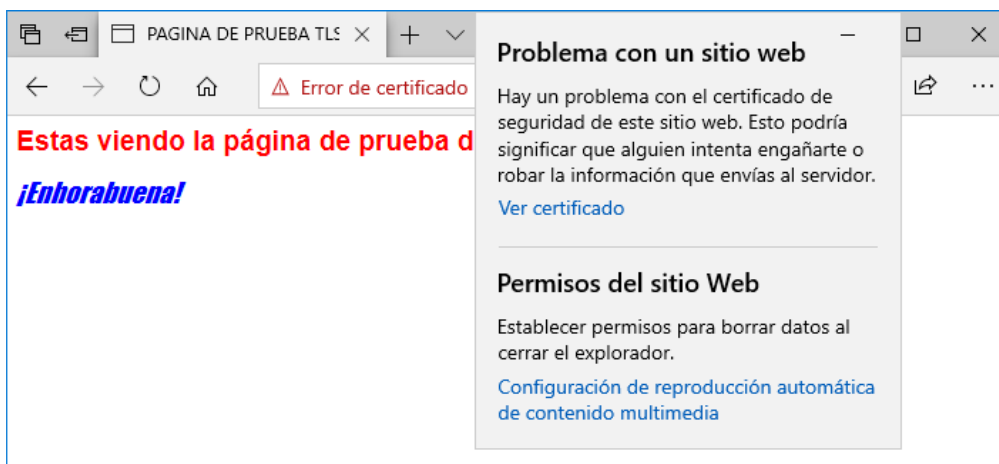 PAGINA DE PRUEBA TLS
Error de certificado
Estas viendo la página de prueba d
¡Enhorabuena!
Problema con un sitio web
Hay un problema con el certificado de
seguridad de este sitio web. Esto podría
significar que alguien intenta engañarte o
robar la información que envías al servidor.
Ver certificado
Permisos del sitio Web
Establecer permisos para borrar datos al
cerrar el explorador.
Configuración de reproducción automática
de contenido multimedia